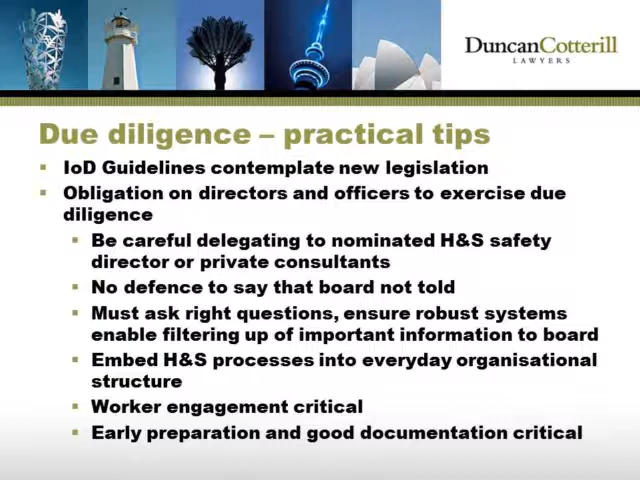 DuncanCotterill
LAWYERS
Due diligence – practical tips
IoD Guidelines contemplate new legislation
Obligation on directors and officers to exercise due
diligence
Be careful delegating to nominated H&S safety
director or private consultants
No defence to say that board not told
Must ask right questions, ensure robust systems
enable filtering up of important information to board
Embed H&S processes into everyday organisational
structure
Worker engagement critical
Early preparation and good documentation critical